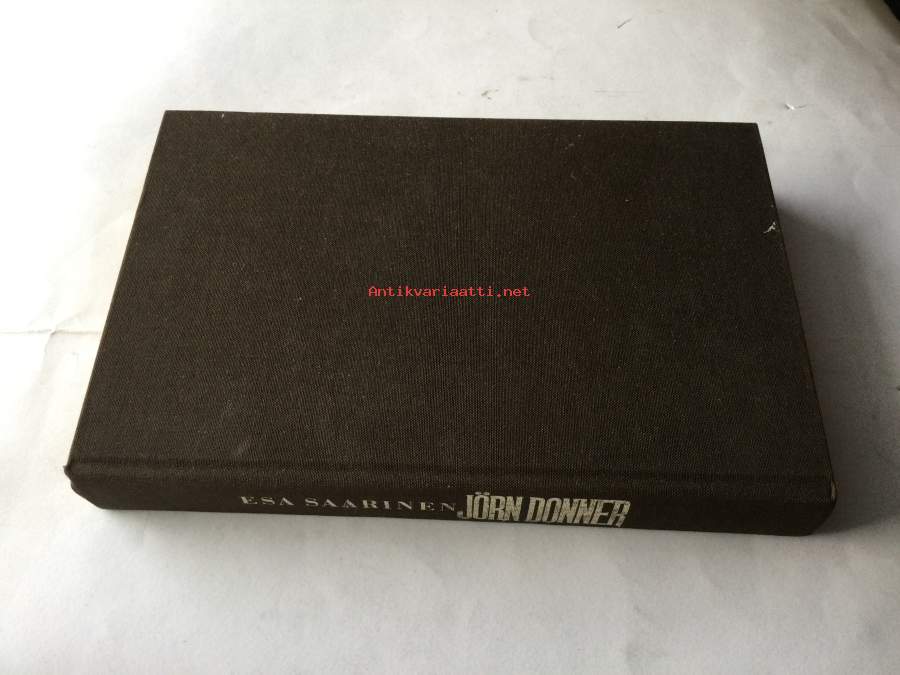 Antikvariaatti.net
ESA SAARINEN JÖRN DONNER